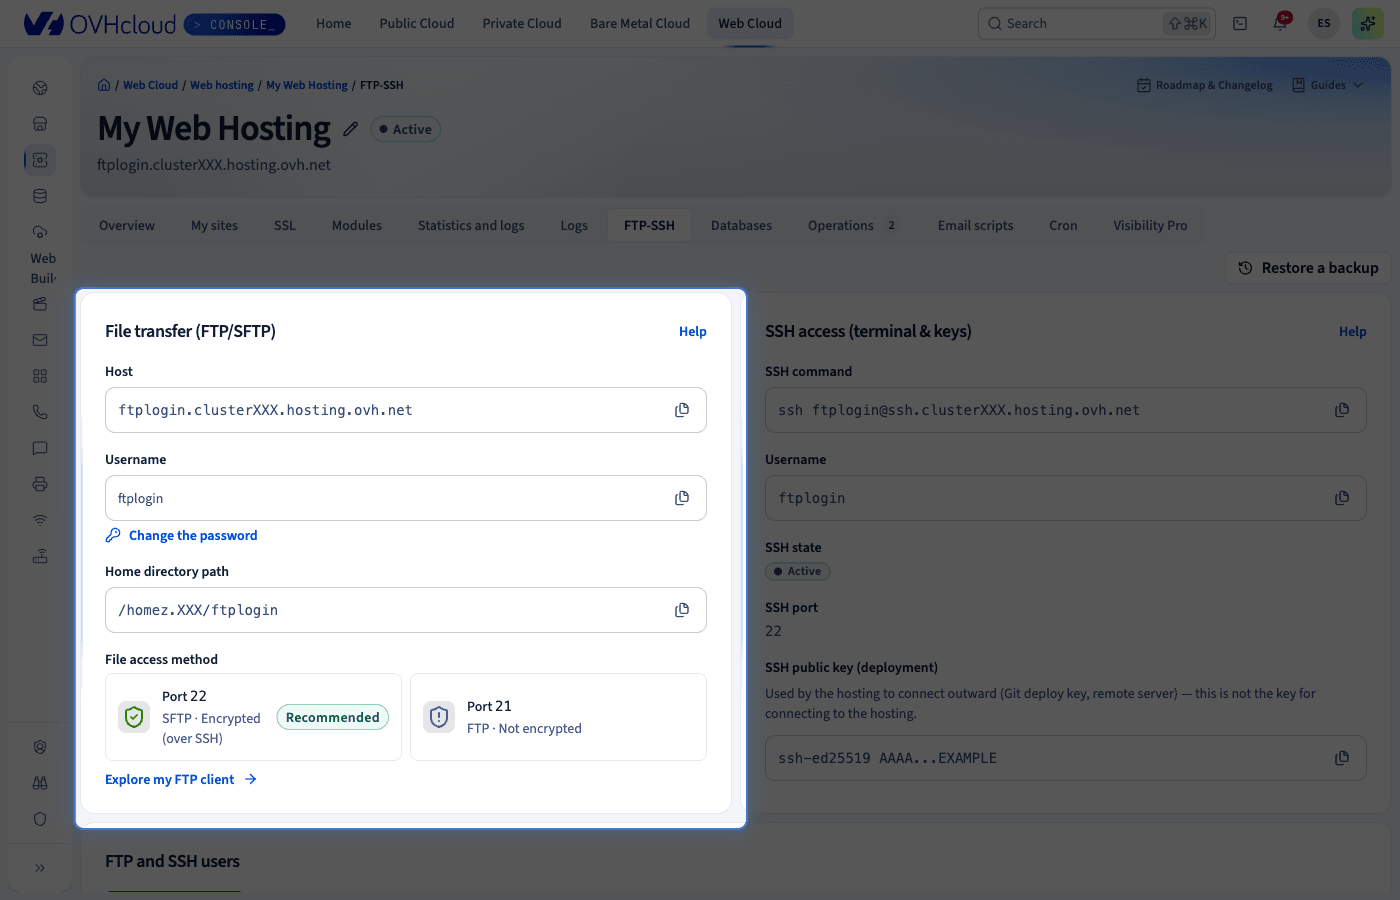 OVHcloud > CONSOLE_
Home
Public Cloud
Private Cloud
Bare Metal Cloud
Web Cloud
Search
⇧⌘K
9+
ES
/ Web Cloud / Web hosting / My Web Hosting / FTP-SSH
Roadmap & Changelog
Guides
My Web Hosting
Active
ftplogin.clusterXXX.hosting.ovh.net
Overview
My sites
SSL
Modules
Statistics and logs
Logs
FTP-SSH
Databases
Operations 2
Email scripts
Cron
Visibility Pro
Web
Buil
Restore a backup
File transfer (FTP/SFTP)
Help
Host
ftplogin.clusterXXX.hosting.ovh.net
Username
ftplogin
Change the password
Home directory path
/homez.XXX/ftplogin
File access method
Port 22
SFTP · Encrypted
(over SSH)
Recommended
Port 21
FTP · Not encrypted
Explore my FTP client →
SSH access (terminal & keys)
Help
SSH command
ssh ftplogin@ssh.clusterXXX.hosting.ovh.net
Username
ftplogin
SSH state
Active
SSH port
22
SSH public key (deployment)
Used by the hosting to connect outward (Git deploy key, remote server) — this is not the key for
connecting to the hosting.
ssh-ed25519 AAAA...EXAMPLE
FTP and SSH users